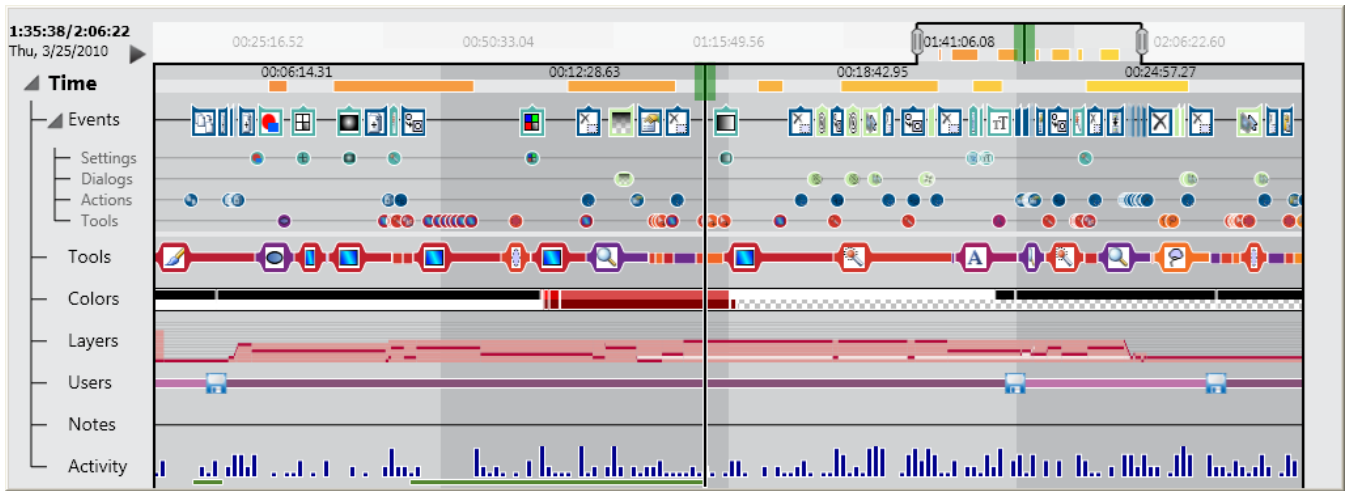 1:35:38/2:06:22
Thu, 3/25/2010
00:25:16.52 00:50:33.04 01:15:49.56 01:41:06.08 02:06:22.60
00:06:14.31 00:12:28.63 00:18:42.95 00:24:57.27
Time
Events
Settings
Dialogs
Actions
Tools
Tools
A
Colors
Layers
Users
Notes
Activity